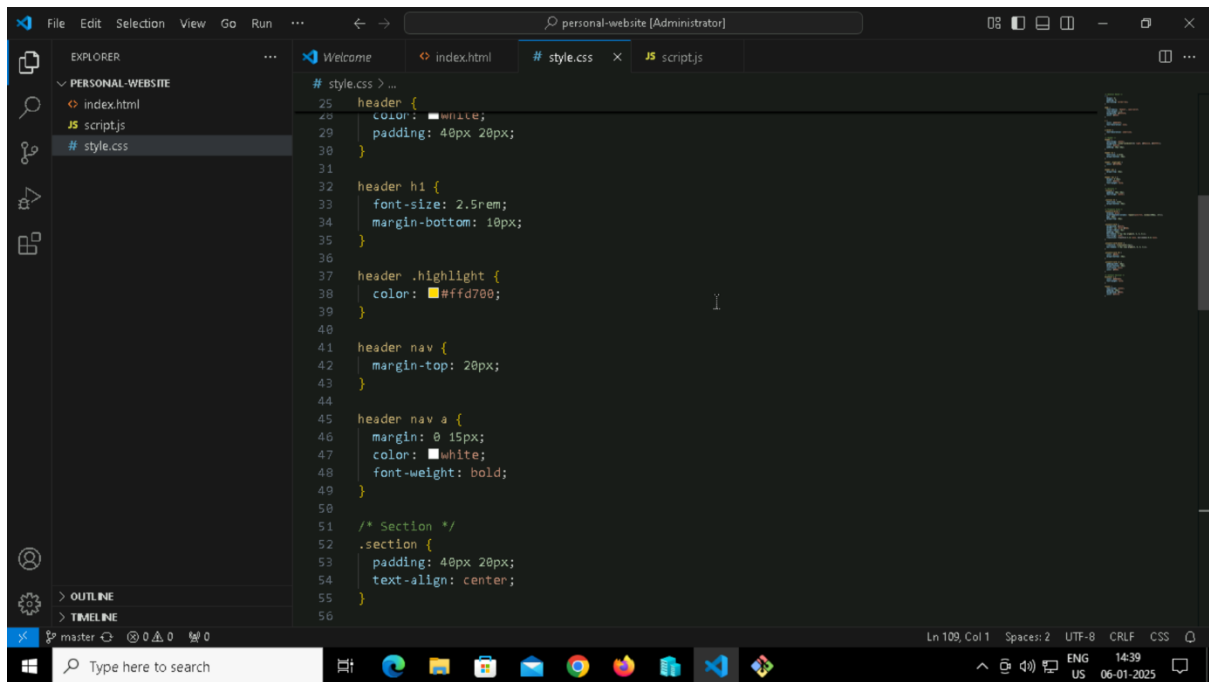 File Edit Selection View Go Run ··· personal-website [Administrator]
EXPLORER ···
Welcome index.html # style.css JS script.js
PERSONAL-WEBSITE
# style.css > ...
index.html
JS script.js
# style.css
25 header {
28 color: white;
29 padding: 40px 20px;
30 }
31
32 header h1 {
33 font-size: 2.5rem;
34 margin-bottom: 10px;
35 }
36
37 header .highlight {
38 color: #ffd700;
39 }
40
41 header nav {
42 margin-top: 20px;
43 }
44
45 header nav a {
46 margin: 0 15px;
47 color: white;
48 font-weight: bold;
49 }
50
51 /* Section */
52 .section {
53 padding: 40px 20px;
54 text-align: center;
55 }
56
OUTLINE
TIMELINE
master 0 0 0 Ln 109, Col 1 Spaces: 2 UTF-8 CRLF CSS
Type here to search
ENG
US
14:39
06-01-2025